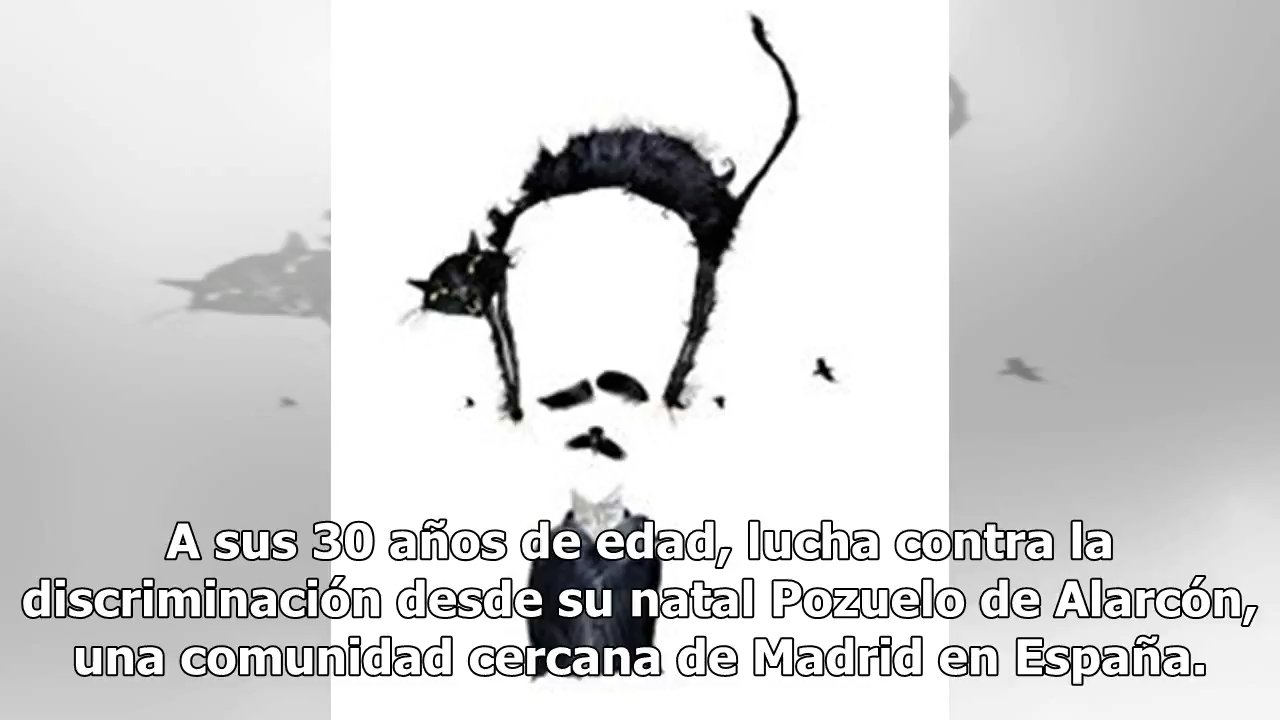 A sus 30 años de edad, lucha contra la
discriminación desde su natal Pozuelo de Alarcón,
una comunidad cercana de Madrid en España.